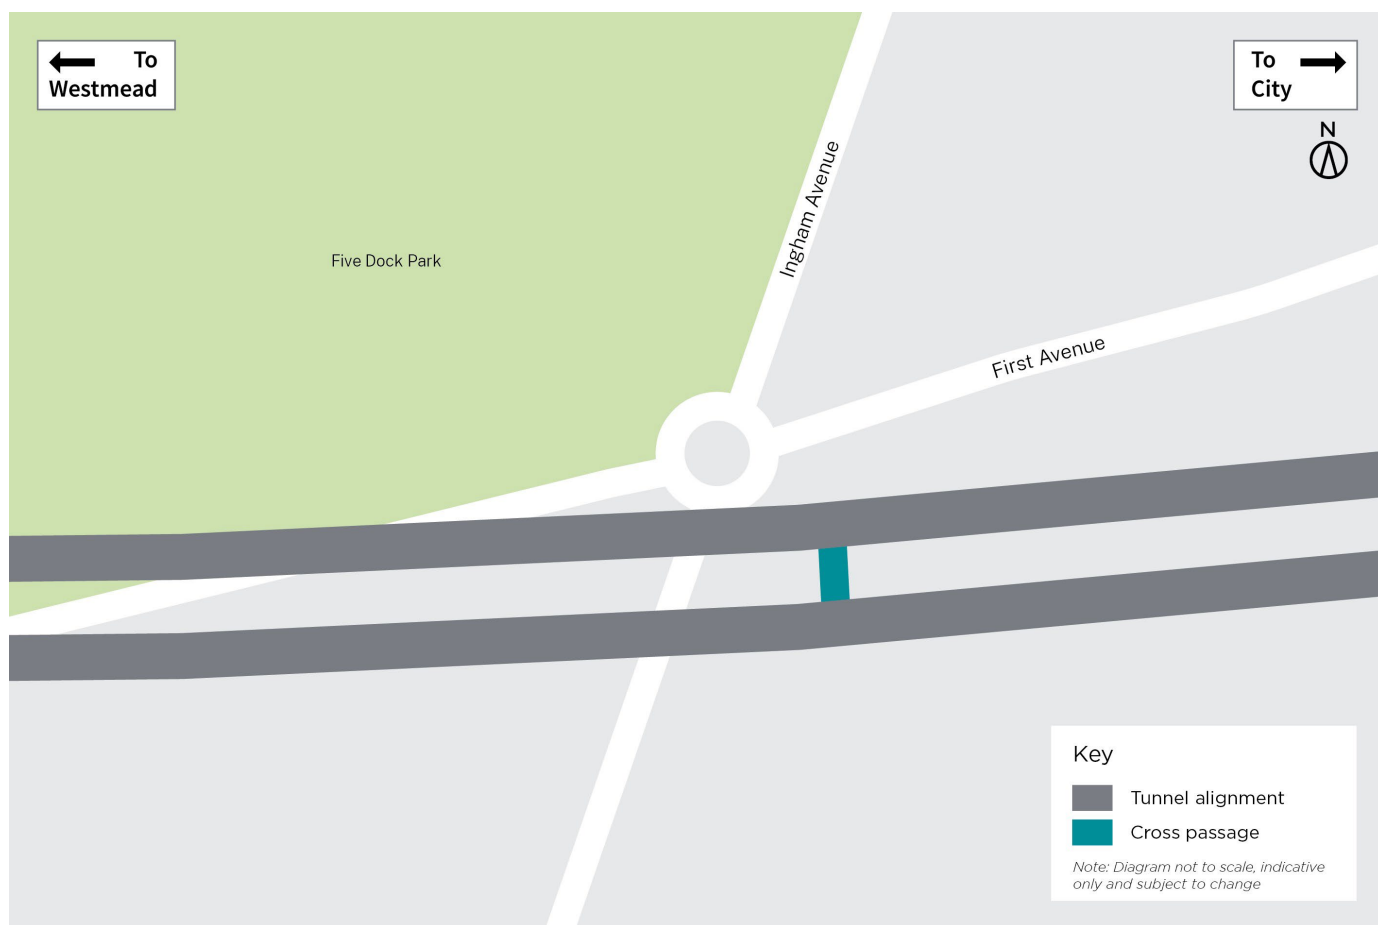 To
Westmead
To
City
N
Ingham Avenue
Five Dock Park
First Avenue
Key
Tunnel alignment
Cross passage
Note: Diagram not to scale, indicative
only and subject to change